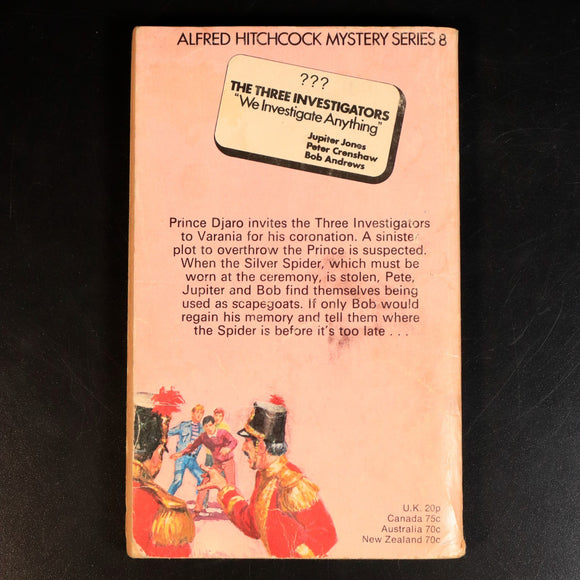 ALFRED HITCHCOCK MYSTERY SERIES 8
???
THE THREE INVESTIGATORS
"We Investigate Anything"
Jupiter Jones
Peter Crenshaw
Bob Andrews
Prince Djaro invites the Three Investigators
to Varania for his coronation. A siniste
plot to overthrow the Prince is suspected.
When the Silver Spider, which must be
worn at the ceremony, is stolen, Pete,
Jupiter and Bob find themselves being
used as scapegoats. If only Bob would
regain his memory and tell them where
the Spider is before it's too late . . .
U.K. 20p
Canada 75c
Australia 70c
New Zealand 70c